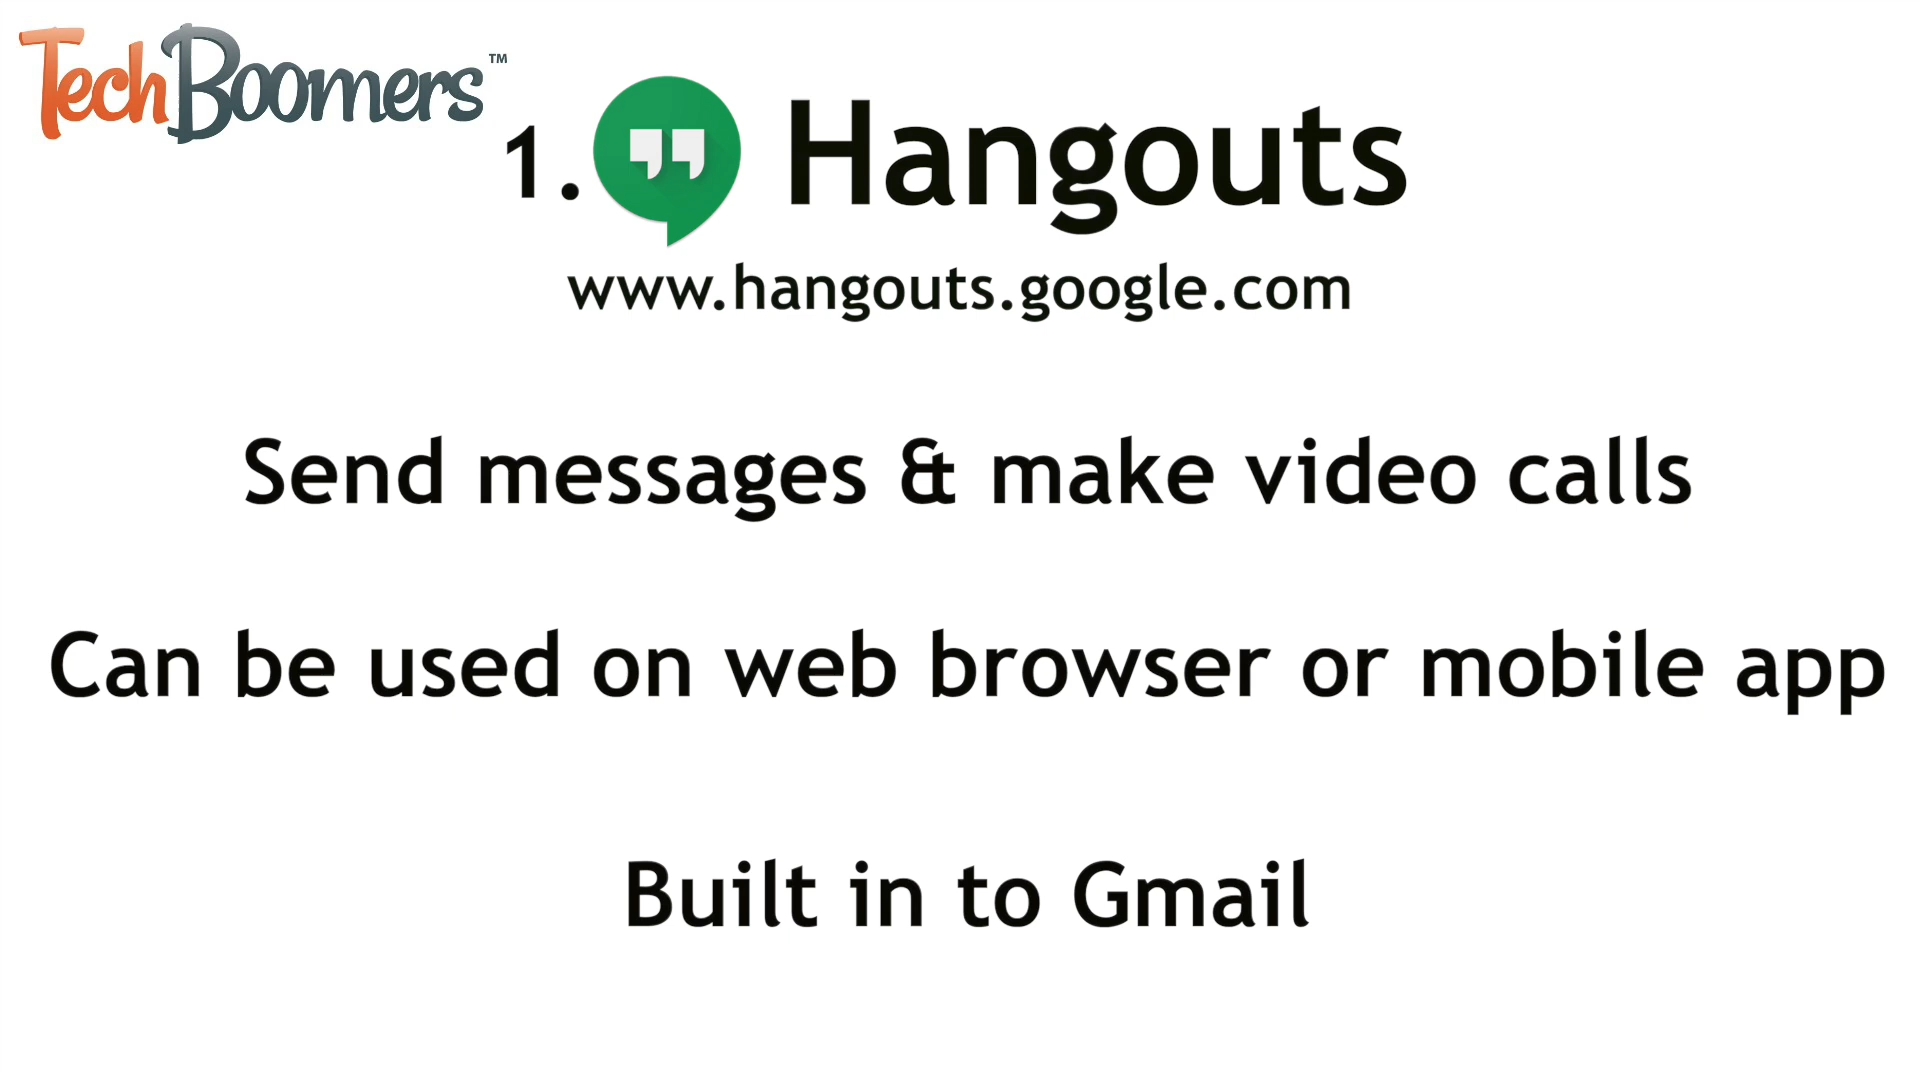 TechBoomers™
1. Hangouts
www.hangouts.google.com
Send messages & make video calls
Can be used on web browser or mobile app
Built in to Gmail